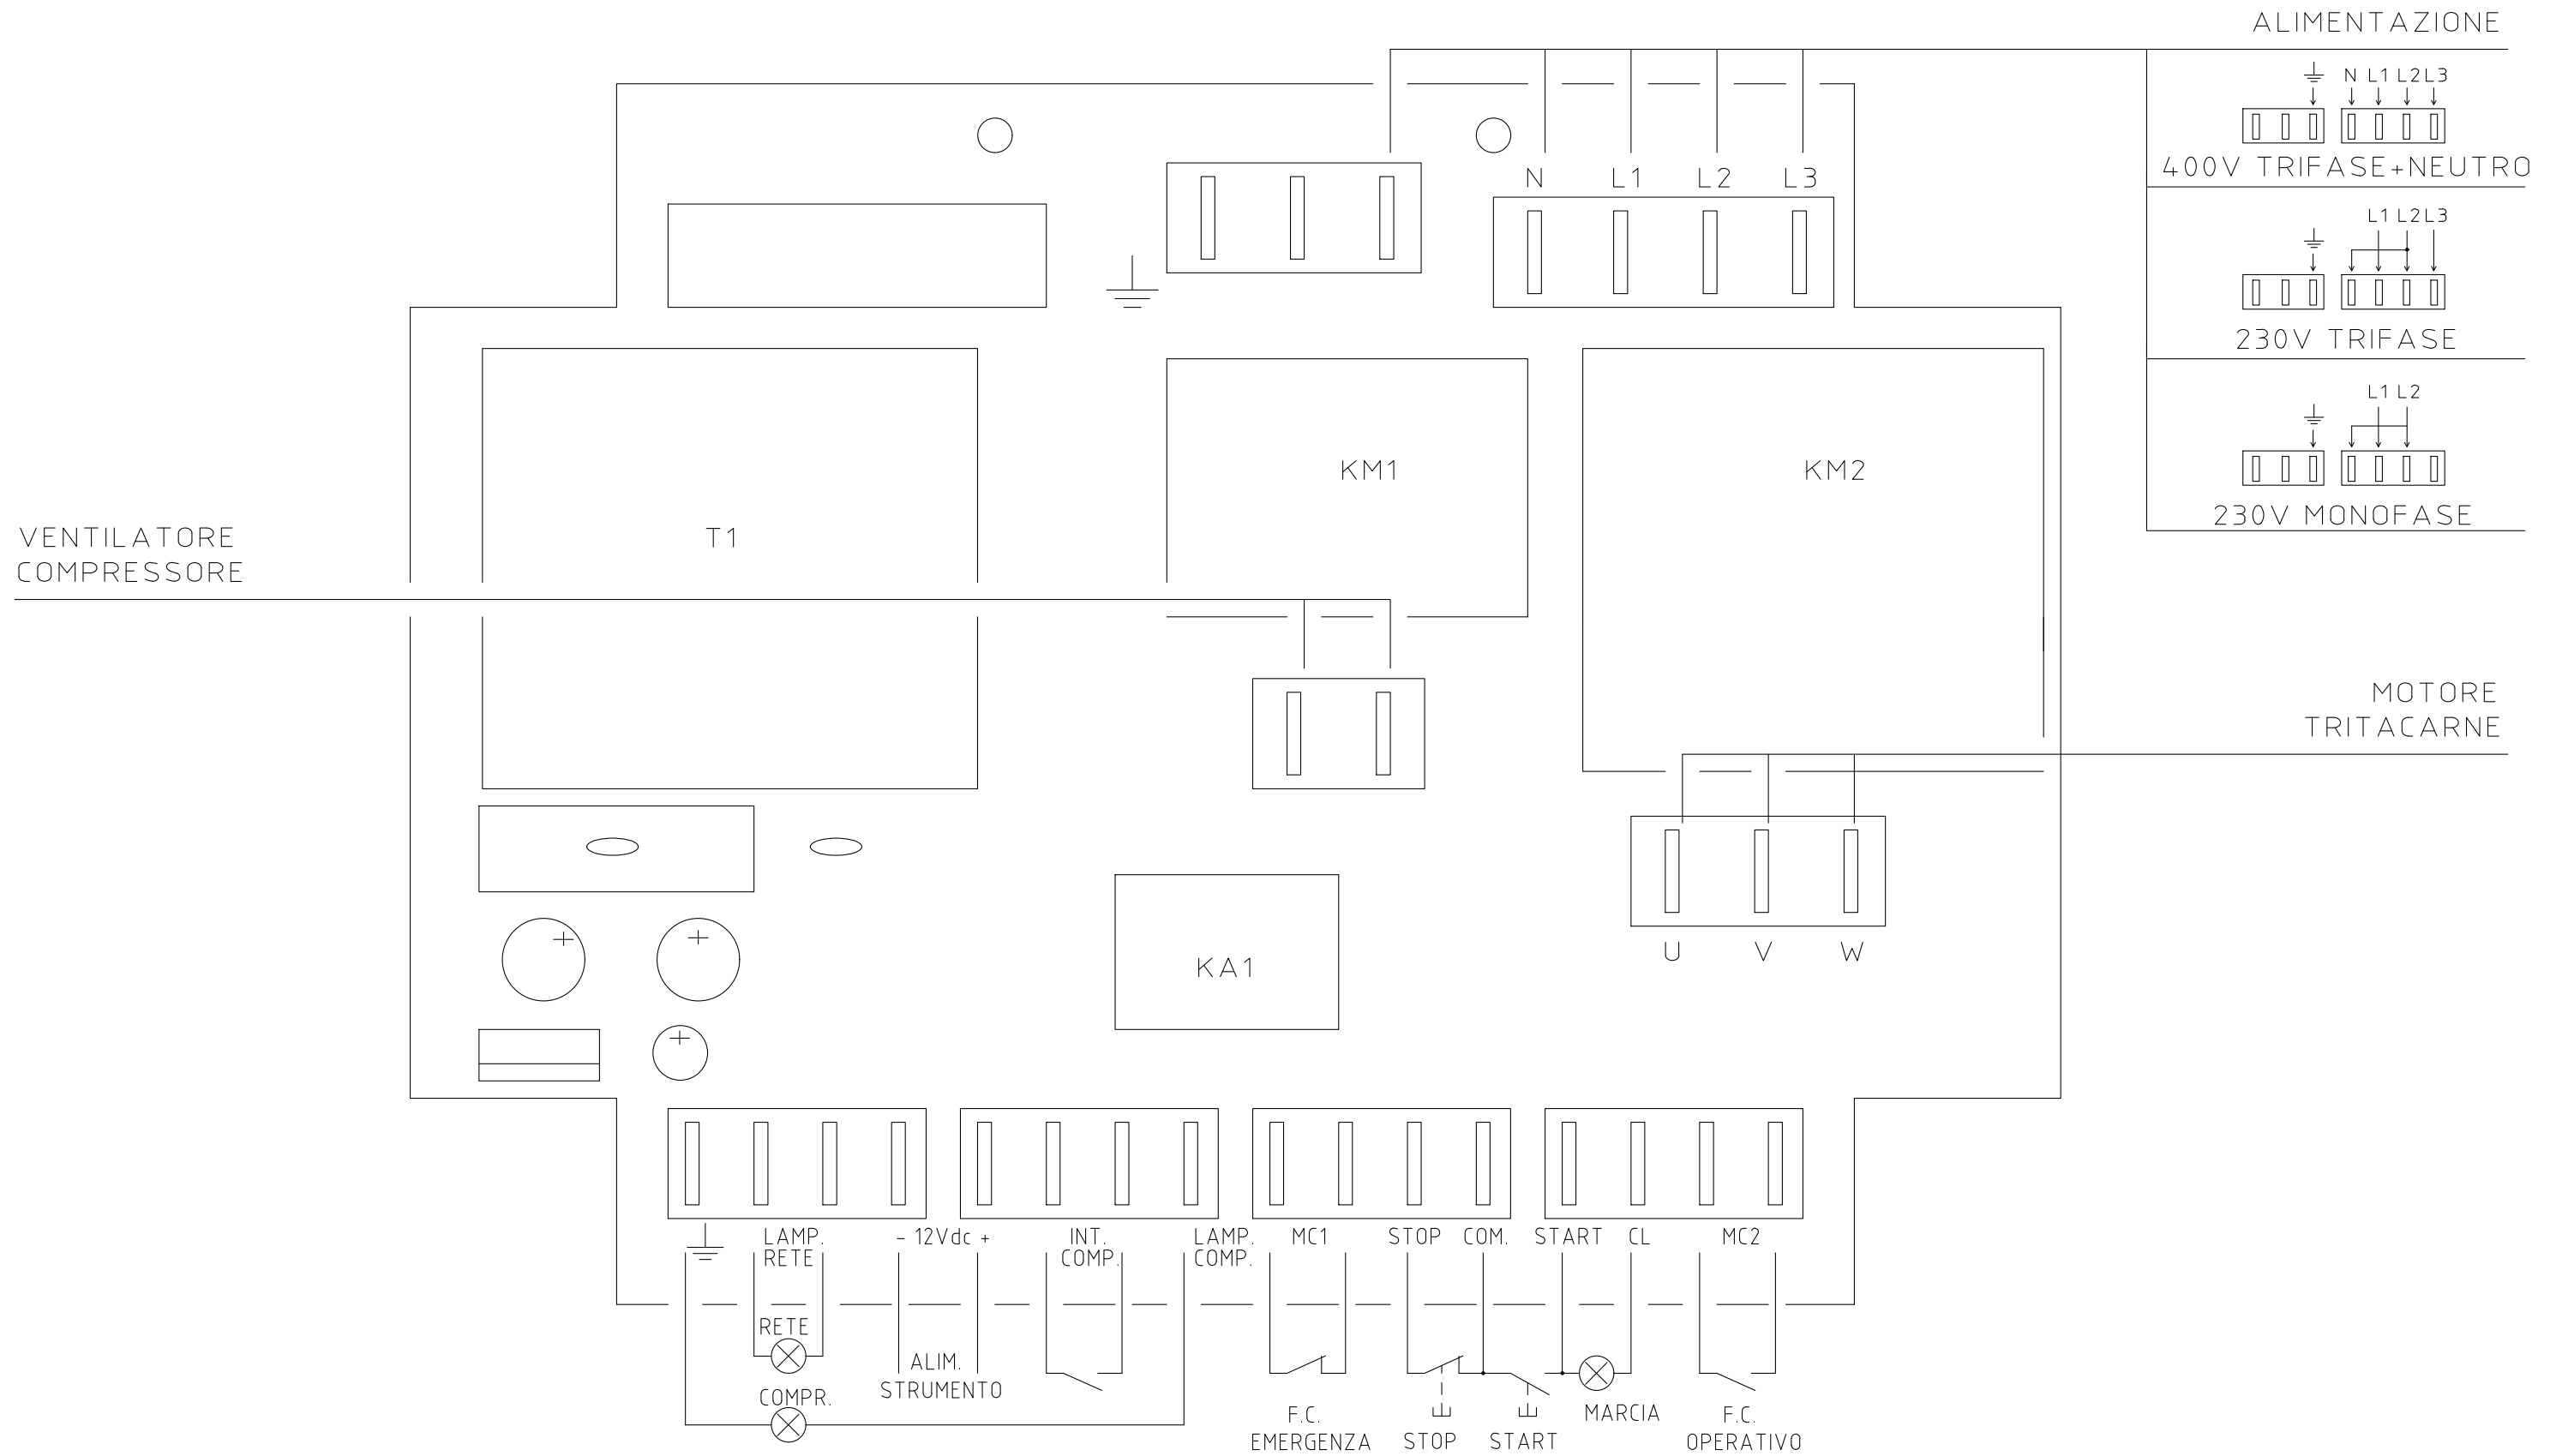 ALIMENTAZIONE
N L1 L2 L3
400V TRIFASE+NEUTRO
N L1 L2 L3
L1 L2 L3
230V TRIFASE
L1 L2
230V MONOFASE
KM1
KM2
T1
VENTILATORE
COMPRESSORE
MOTORE
TRITACARNE
U V W
KA1
LAMP.
RETE
- 12Vdc +
INT.
COMP.
LAMP.
COMP.
MC1
STOP
COM.
START
CL
MC2
RETE
ALIM.
STRUMENTO
COMPR.
F.C.
EMERGENZA
STOP
START
MARCIA
F.C.
OPERATIVO